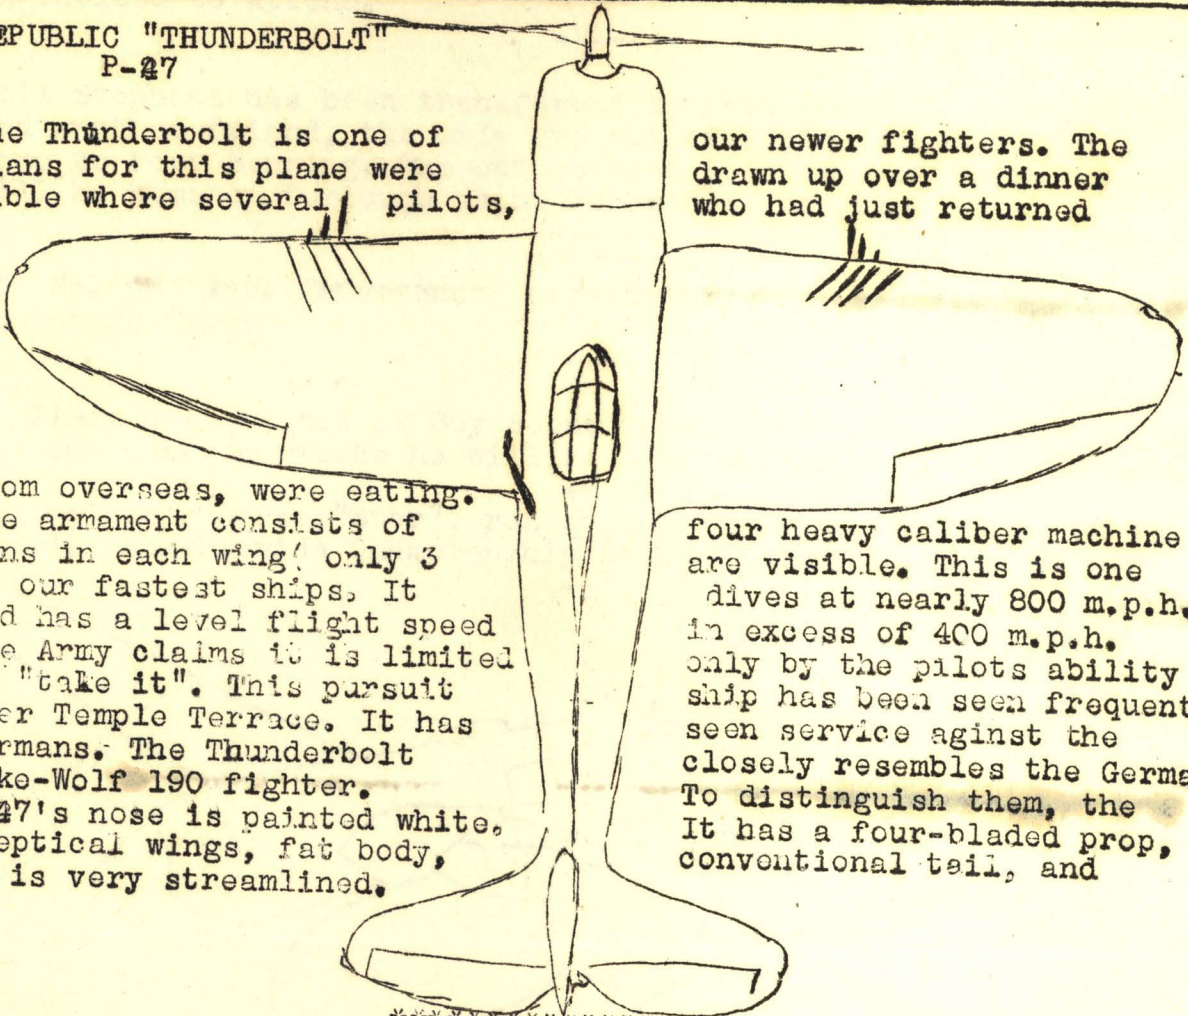 EPUBLIC "THUNDERBOLT"
P-47
he Thunderbolt is one of our newer fighters. The
lans for this plane were drawn up over a dinner
ble where several pilots, who had just returned
om overseas, were eating.
e armament consists of four heavy caliber machine
ns in each wing( only 3 are visible. This is one
our fastest ships. It dives at nearly 800 m.p.h.
d has a level flight speed in excess of 400 m.p.h.
e Army claims it is limited only by the pilots ability
"take it". This pursuit ship has been seen frequent
er Temple Terrace. It has seen service aginst the
rmans. The Thunderbolt closely resembles the Germa
ke-Wolf 190 fighter. To distinguish them, the
47's nose is painted white. It has a four-bladed prop,
eptical wings, fat body, conventional tail, and
is very streamlined.